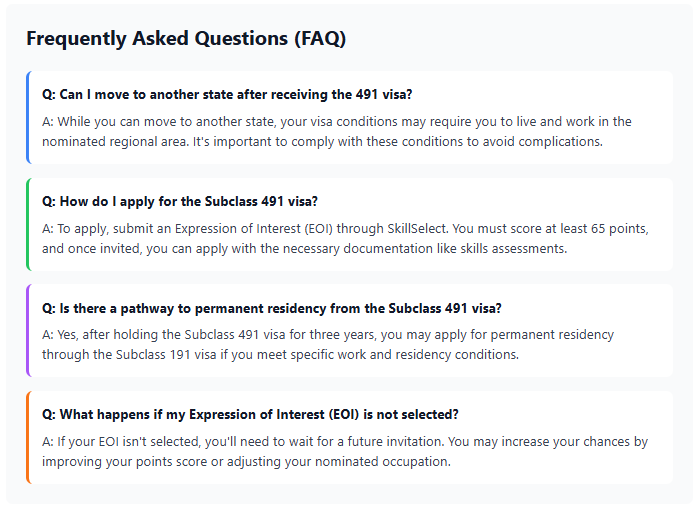 Frequently Asked Questions (FAQ)
Q: Can I move to another state after receiving the 491 visa?
A: While you can move to another state, your visa conditions may require you to live and work in the
nominated regional area. It's important to comply with these conditions to avoid complications.
Q: How do I apply for the Subclass 491 visa?
A: To apply, submit an Expression of Interest (EOI) through SkillSelect. You must score at least 65 points,
and once invited, you can apply with the necessary documentation like skills assessments.
Q: Is there a pathway to permanent residency from the Subclass 491 visa?
A: Yes, after holding the Subclass 491 visa for three years, you may apply for permanent residency
through the Subclass 191 visa if you meet specific work and residency conditions.
Q: What happens if my Expression of Interest (EOI) is not selected?
A: If your EOI isn't selected, you'll need to wait for a future invitation. You may increase your chances by
improving your points score or adjusting your nominated occupation.